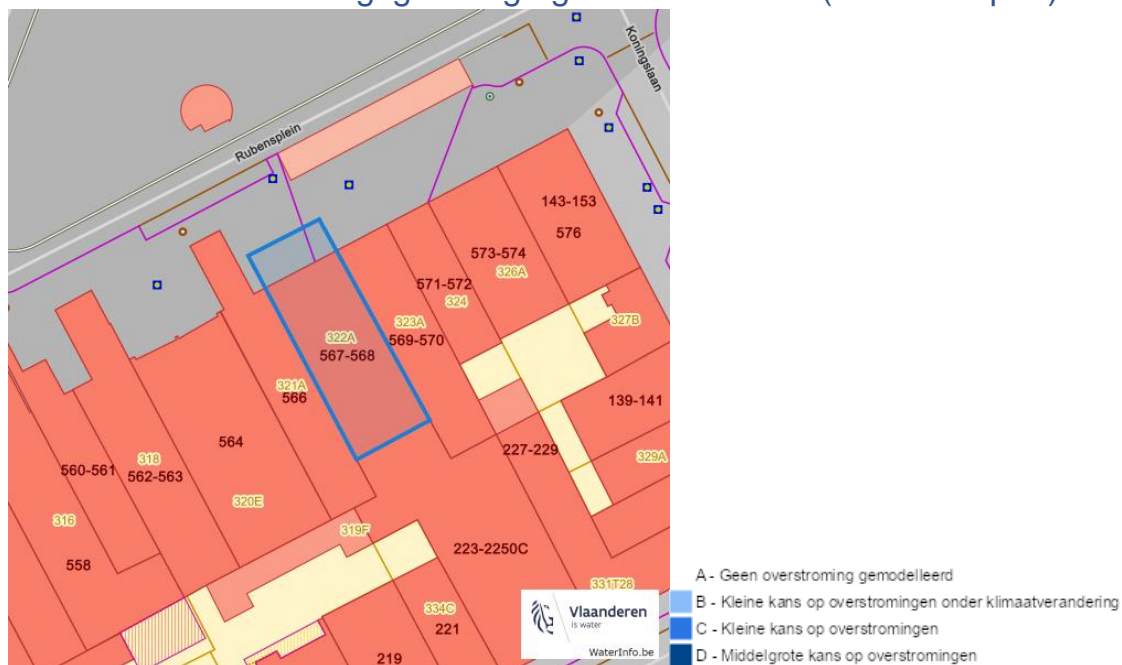 Koningslaan
Rubensplein
143-153
576
573-574
326A
571-572
324
327B
323A
569-570
322A
567-568
321A
566
139-141
564
227-229
329A
560-561
318
562-563
320E
316
319F
558
223-2250C
331T28
334C
221
219
Vlaanderen
is water
WaterInfo.be
A - Geen overstroming gemodelleerd
B - Kleine kans op overstromingen onder klimaatverandering
C - Kleine kans op overstromingen
D - Middelgrote kans op overstromingen